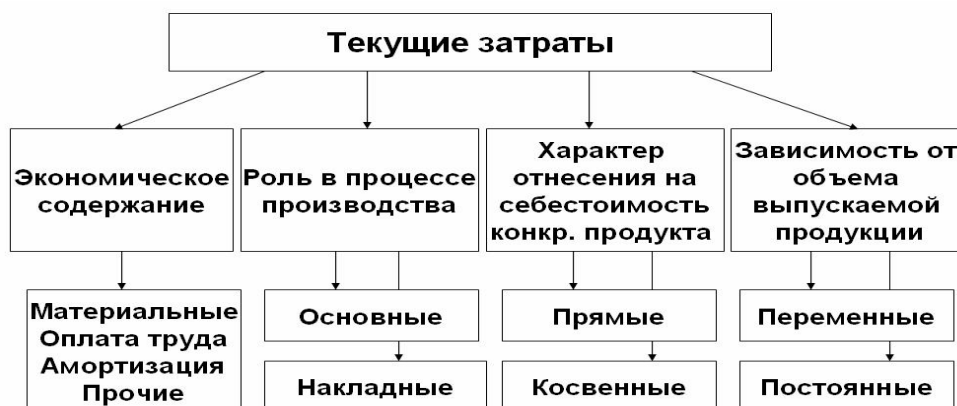 Текущие затраты
Экономическое
содержание
Роль в процессе
производства
Характер
отнесения на
себестоимость
конкр. продукта
Зависимость от
объема
выпускаемой
продукции
Материальные
Оплата труда
Амортизация
Прочие
Основные
Накладные
Прямые
Косвенные
Переменные
Постоянные